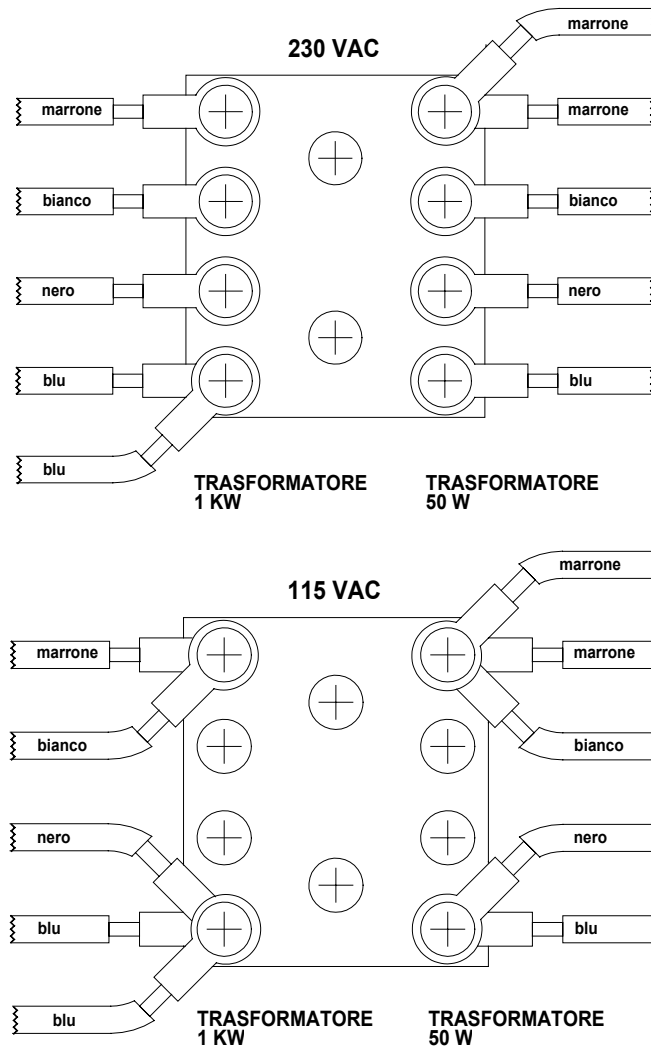 230 VAC
marrone
marrone
marrone
bianco
bianco
nero
nero
blu
blu
blu
TRASFORMATORE
1 KW
TRASFORMATORE
50 W
115 VAC
marrone
marrone
marrone
bianco
bianco
nero
nero
blu
blu
blu
TRASFORMATORE
1 KW
TRASFORMATORE
50 W